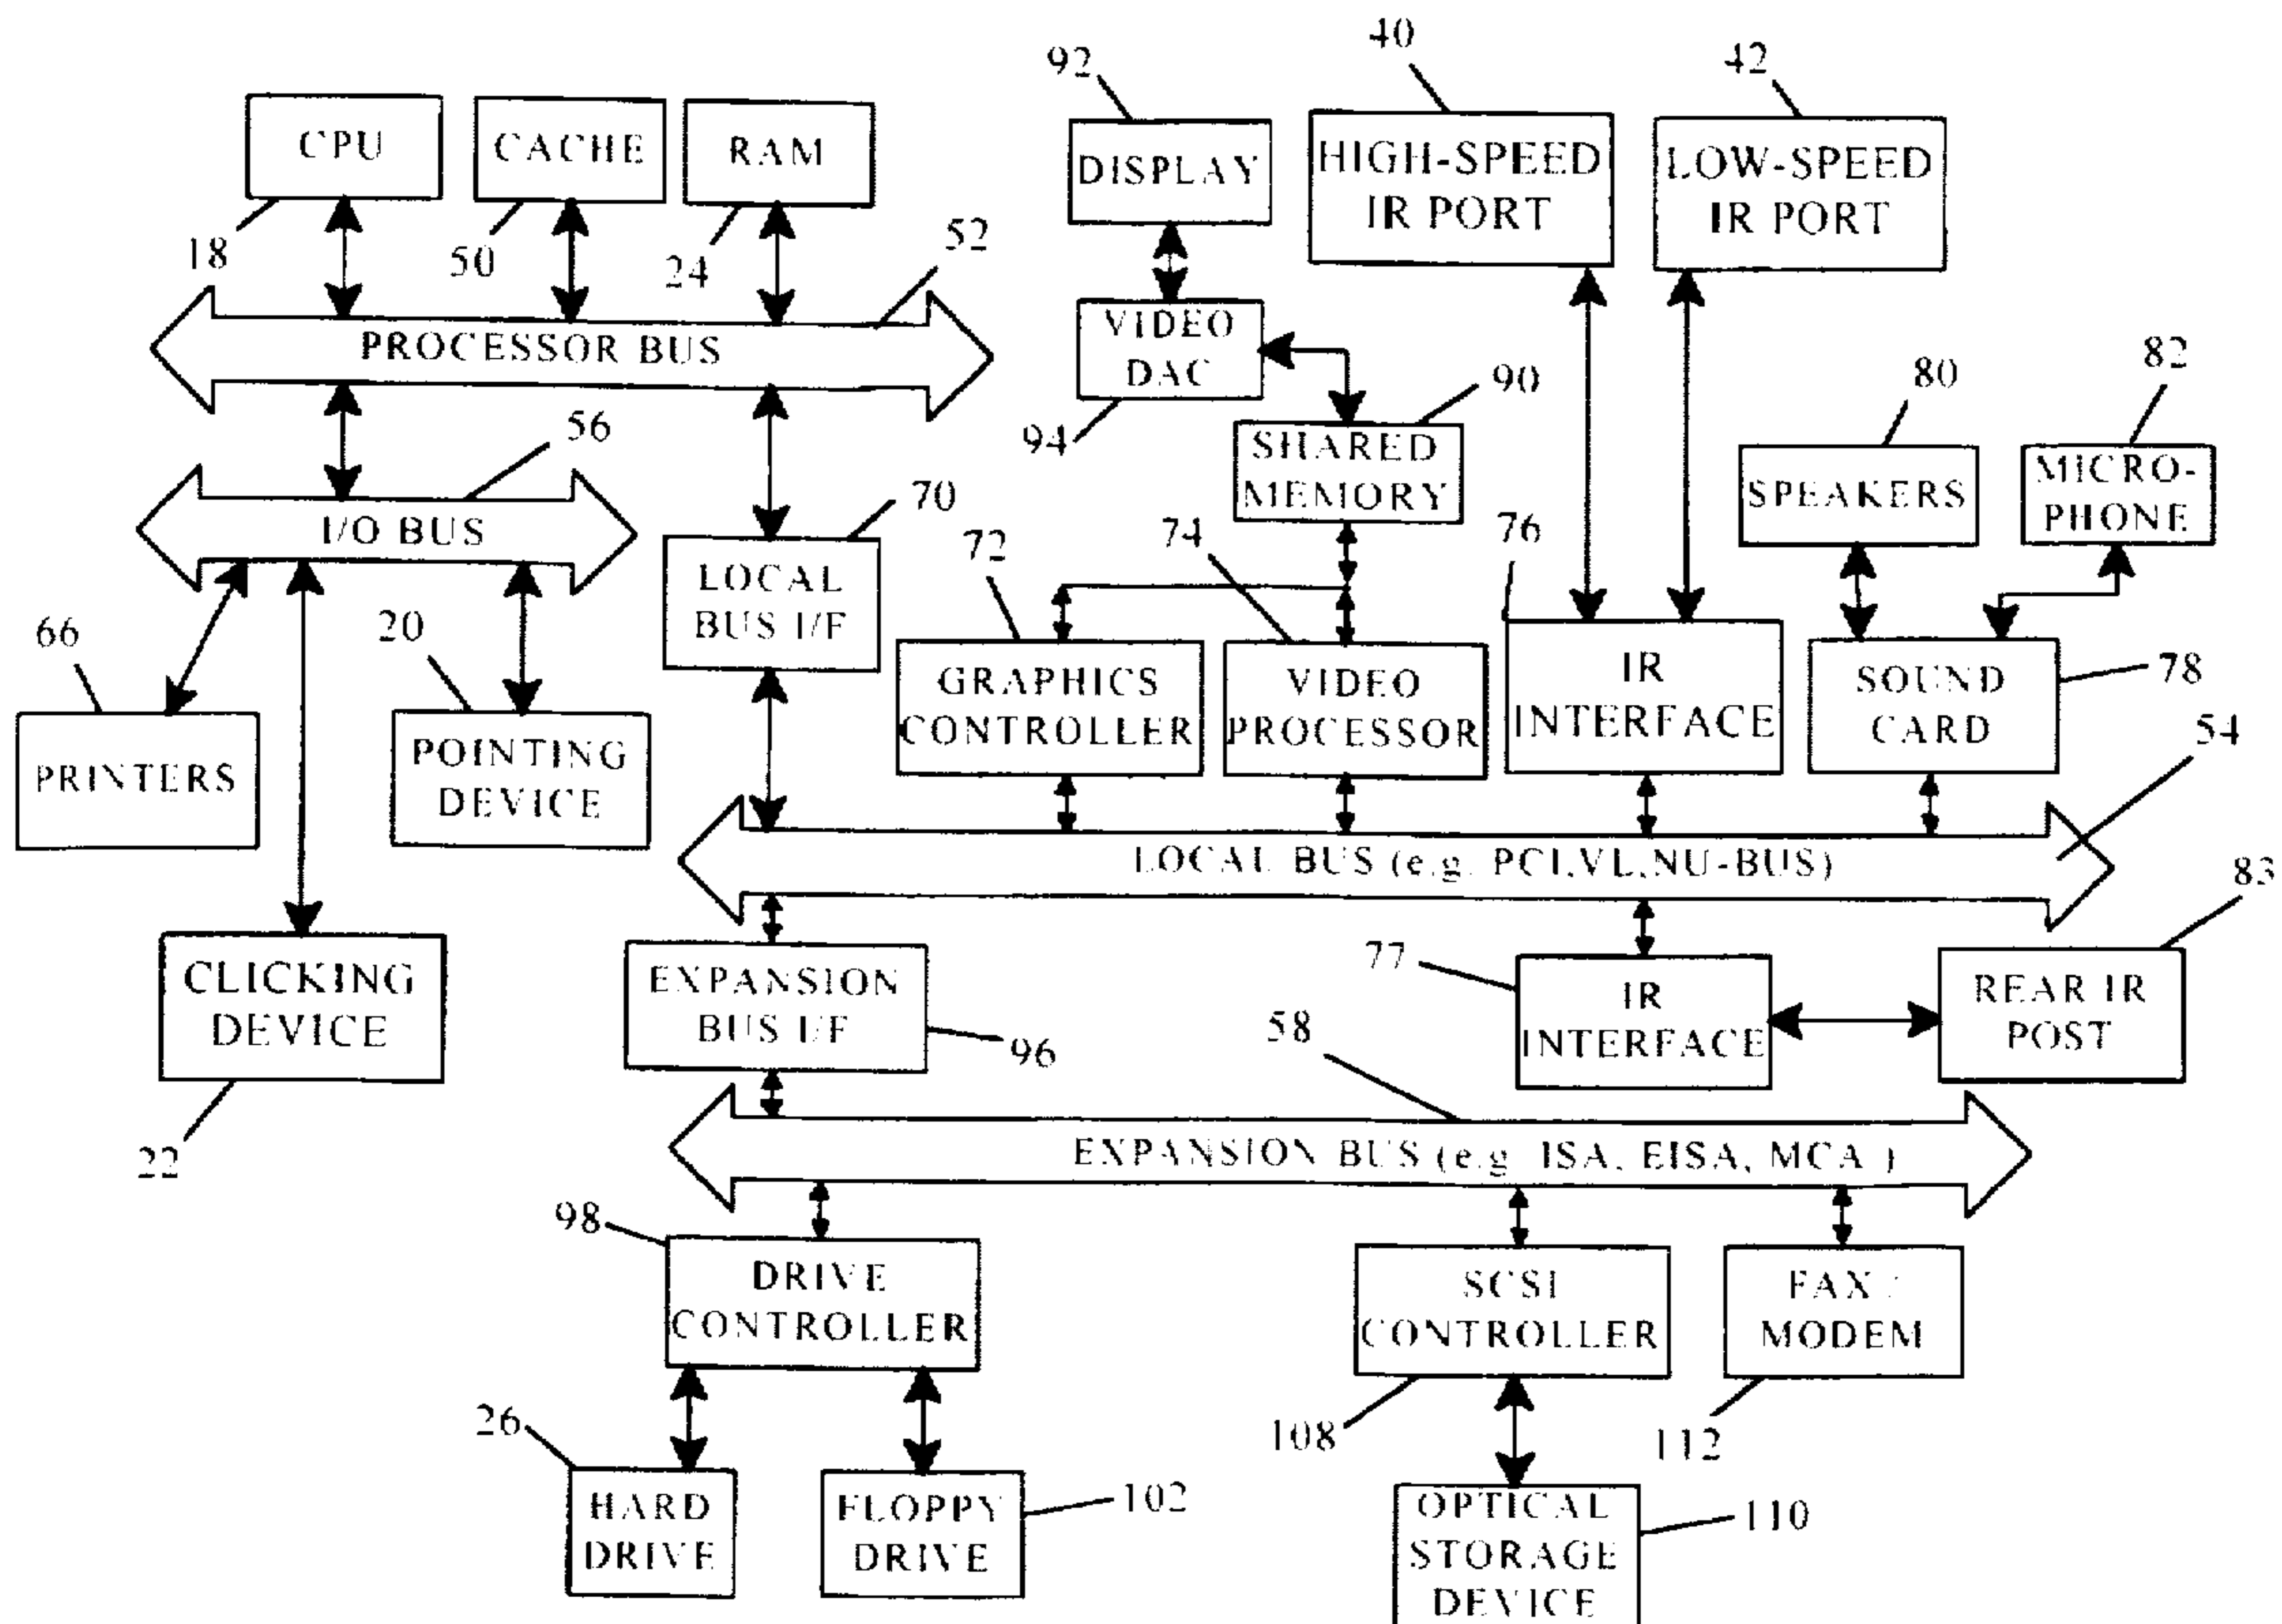 40
42
92
CPU
CACHE
RAM
DISPLAY
HIGH-SPEED
IR PORT
LOW-SPEED
IR PORT
18
50
24
52
PROCESSOR BUS
VIDEO
DAC
94
90
80
82
56
SHARED
MEMORY
SPEAKERS
MICRO-
PHONE
I/O BUS
70
72
74
76
LOCAL
BUS I/F
66
20
GRAPHICS
CONTROLLER
VIDEO
PROCESSOR
IR
INTERFACE
SOUND
CARD
78
54
PRINTERS
POINTING
DEVICE
LOCAL BUS (e.g. PCI,VL,NU-BUS)
83
CLICKING
DEVICE
22
EXPANSION
BUS I/F
96
58
77
IR
INTERFACE
REAR IR
POST
EXPANSION BUS (e.g. ISA, EISA, MCA )
98
DRIVE
CONTROLLER
SCSI
CONTROLLER
FAX /
MODEM
26
108
112
HARD
DRIVE
FLOPPY
DRIVE
102
OPTICAL
STORAGE
DEVICE
110